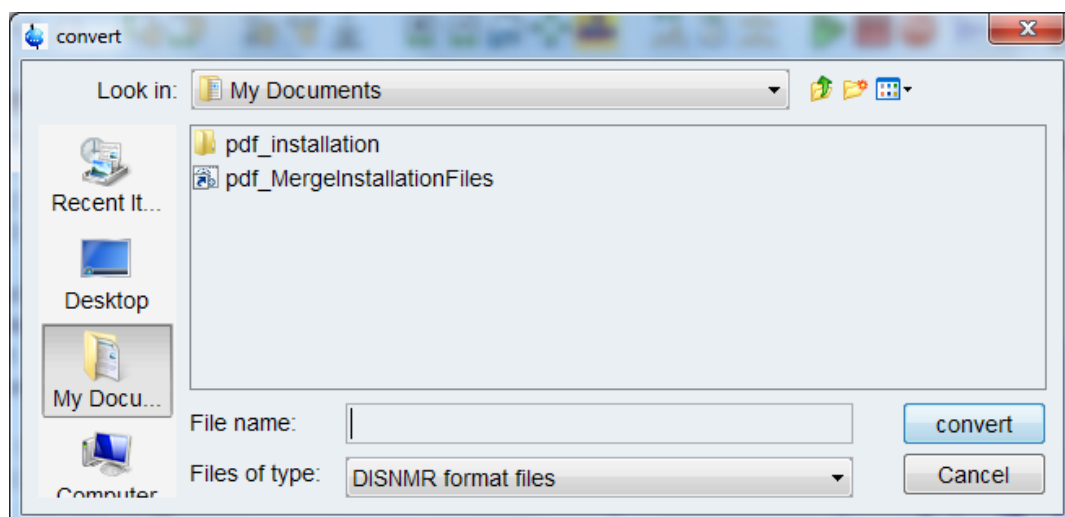 convert
Look in: My Documents
pdf_installation
pdf_MergeInstallationFiles
Recent It...
Desktop
My Docu...
Computer
File name: convert
Files of type: DISNMR format files Cancel